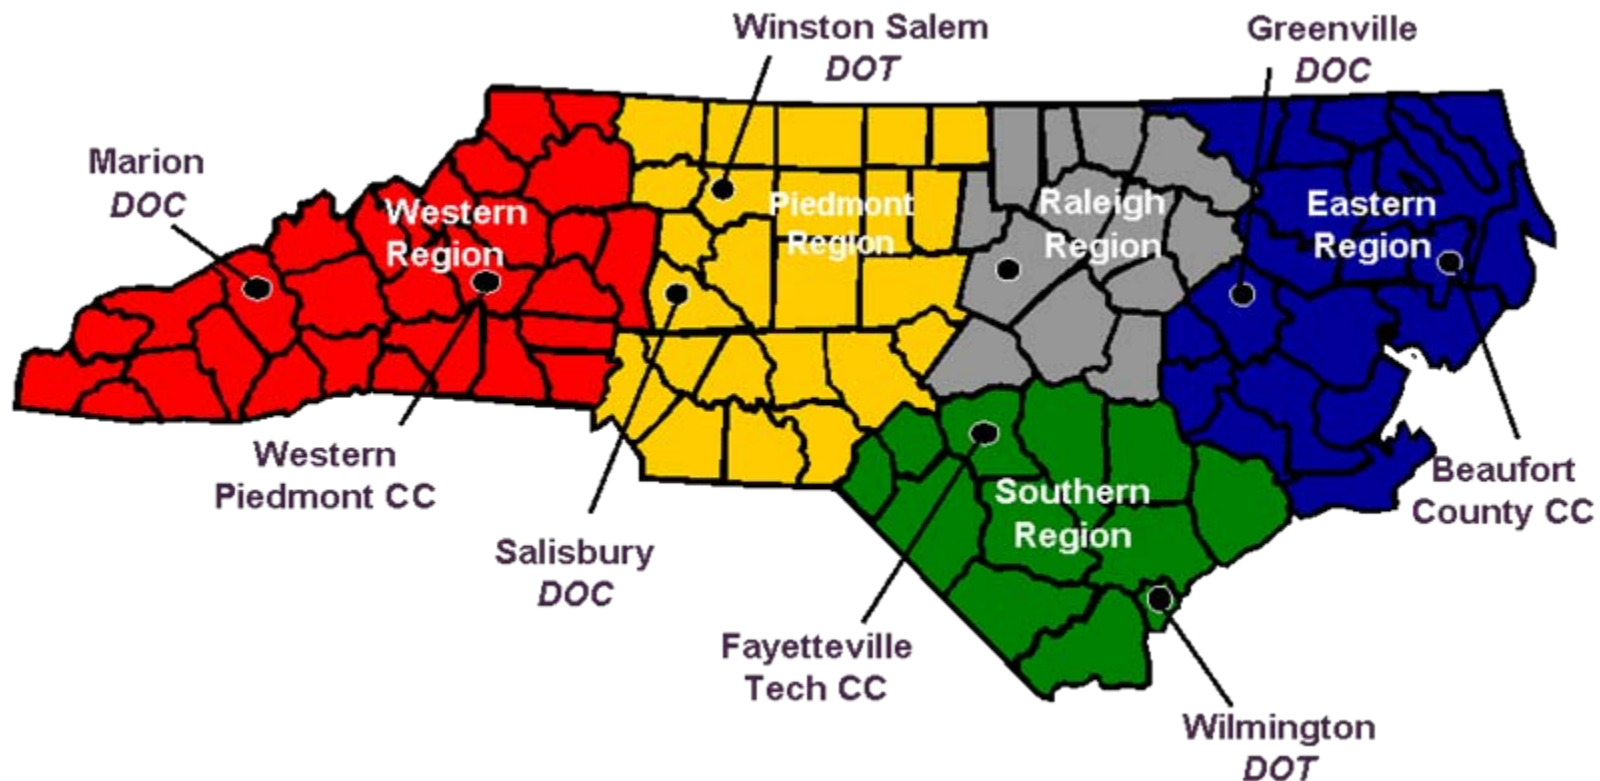 Winston Salem
DOT
Greenville
DOC
Marion
DOC
Western
Region
Piedmont
Region
Raleigh
Region
Eastern
Region
Western
Piedmont CC
Salisbury
DOC
Southern
Region
Beaufort
County CC
Fayetteville
Tech CC
Wilmington
DOT